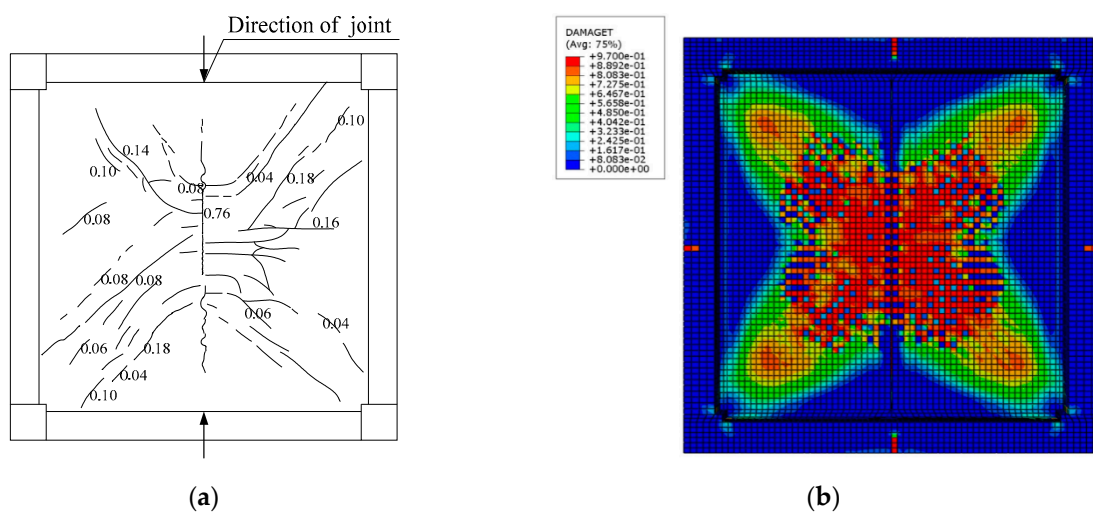 Direction of joint
0.10
0.14
0.10
0.08
0.04
0.18
0.76
0.08
0.16
0.08
0.08
0.06
0.04
0.06
0.18
0.04
0.10
(a)
DAMAGET
(Avg: 75%)
+9.700e-01
+8.892e-01
+8.083e-01
+7.275e-01
+6.467e-01
+5.658e-01
+4.850e-01
+4.042e-01
+3.233e-01
+2.425e-01
+1.617e-01
+8.083e-02
+0.000e+00
(b)